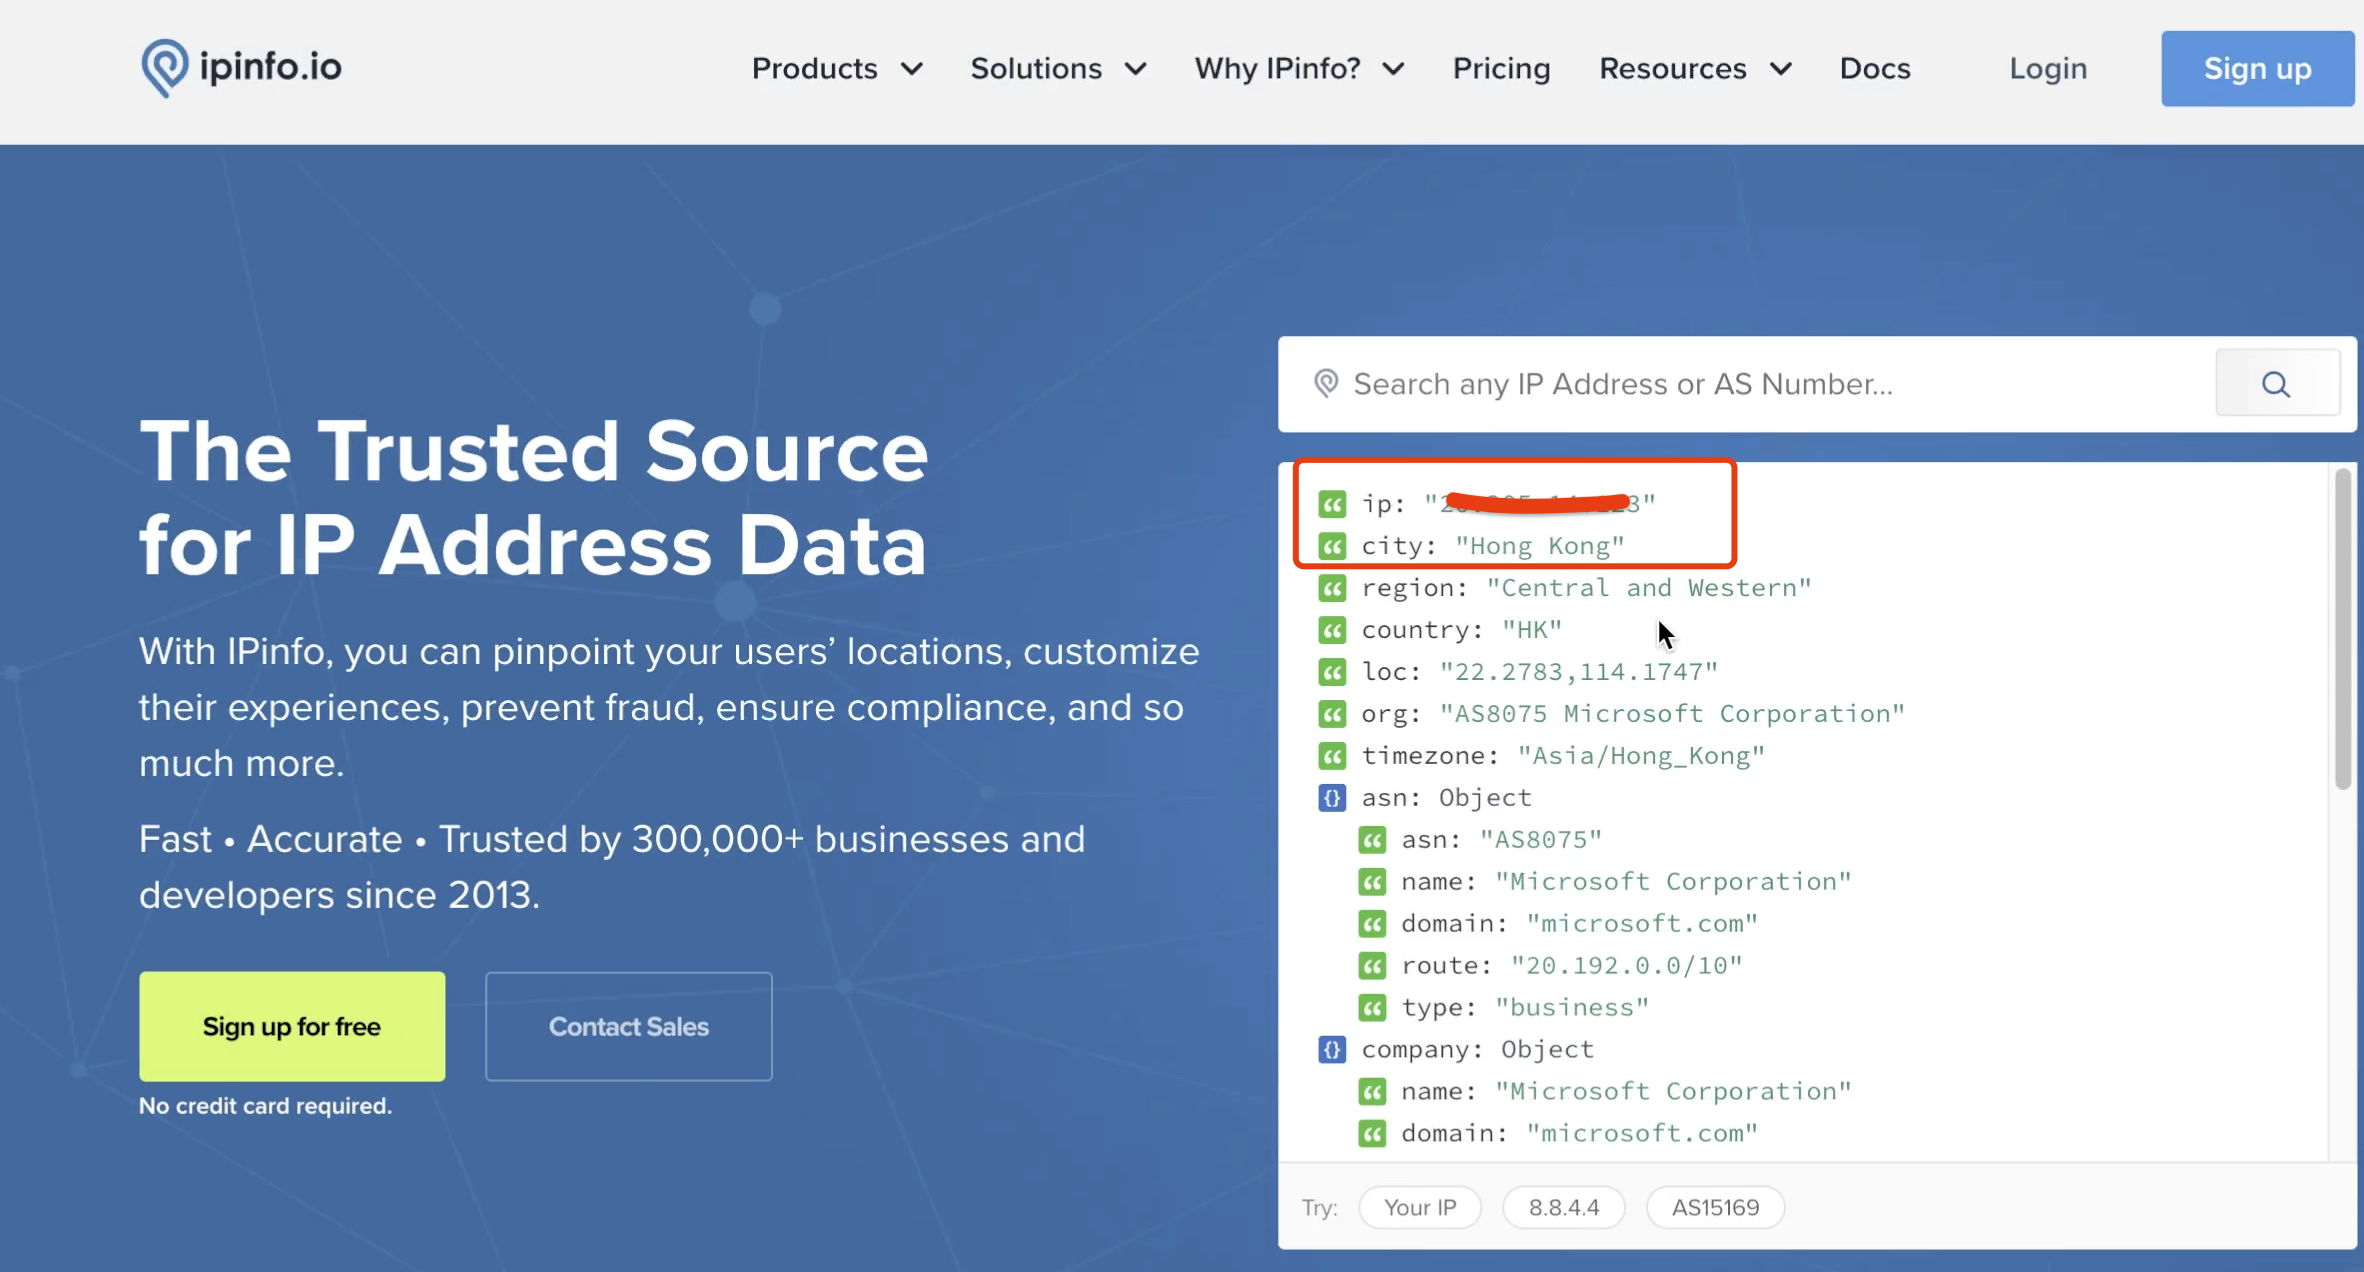 ipinfo.io
Products Solutions Why IPinfo? Pricing Resources Docs Login Sign up
The Trusted Source
for IP Address Data
With IPinfo, you can pinpoint your users’ locations, customize
their experiences, prevent fraud, ensure compliance, and so
much more.
Fast • Accurate • Trusted by 300,000+ businesses and
developers since 2013.
Sign up for free
Contact Sales
No credit card required.
Search any IP Address or AS Number...
ip:
city: "Hong Kong"
region: "Central and Western"
country: "HK"
loc: "22.2783,114.1747"
org: "AS8075 Microsoft Corporation"
timezone: "Asia/Hong_Kong"
asn: Object
asn: "AS8075"
name: "Microsoft Corporation"
domain: "microsoft.com"
route: "20.192.0.0/10"
type: "business"
company: Object
name: "Microsoft Corporation"
domain: "microsoft.com"
Try: Your IP 8.8.4.4 AS15169